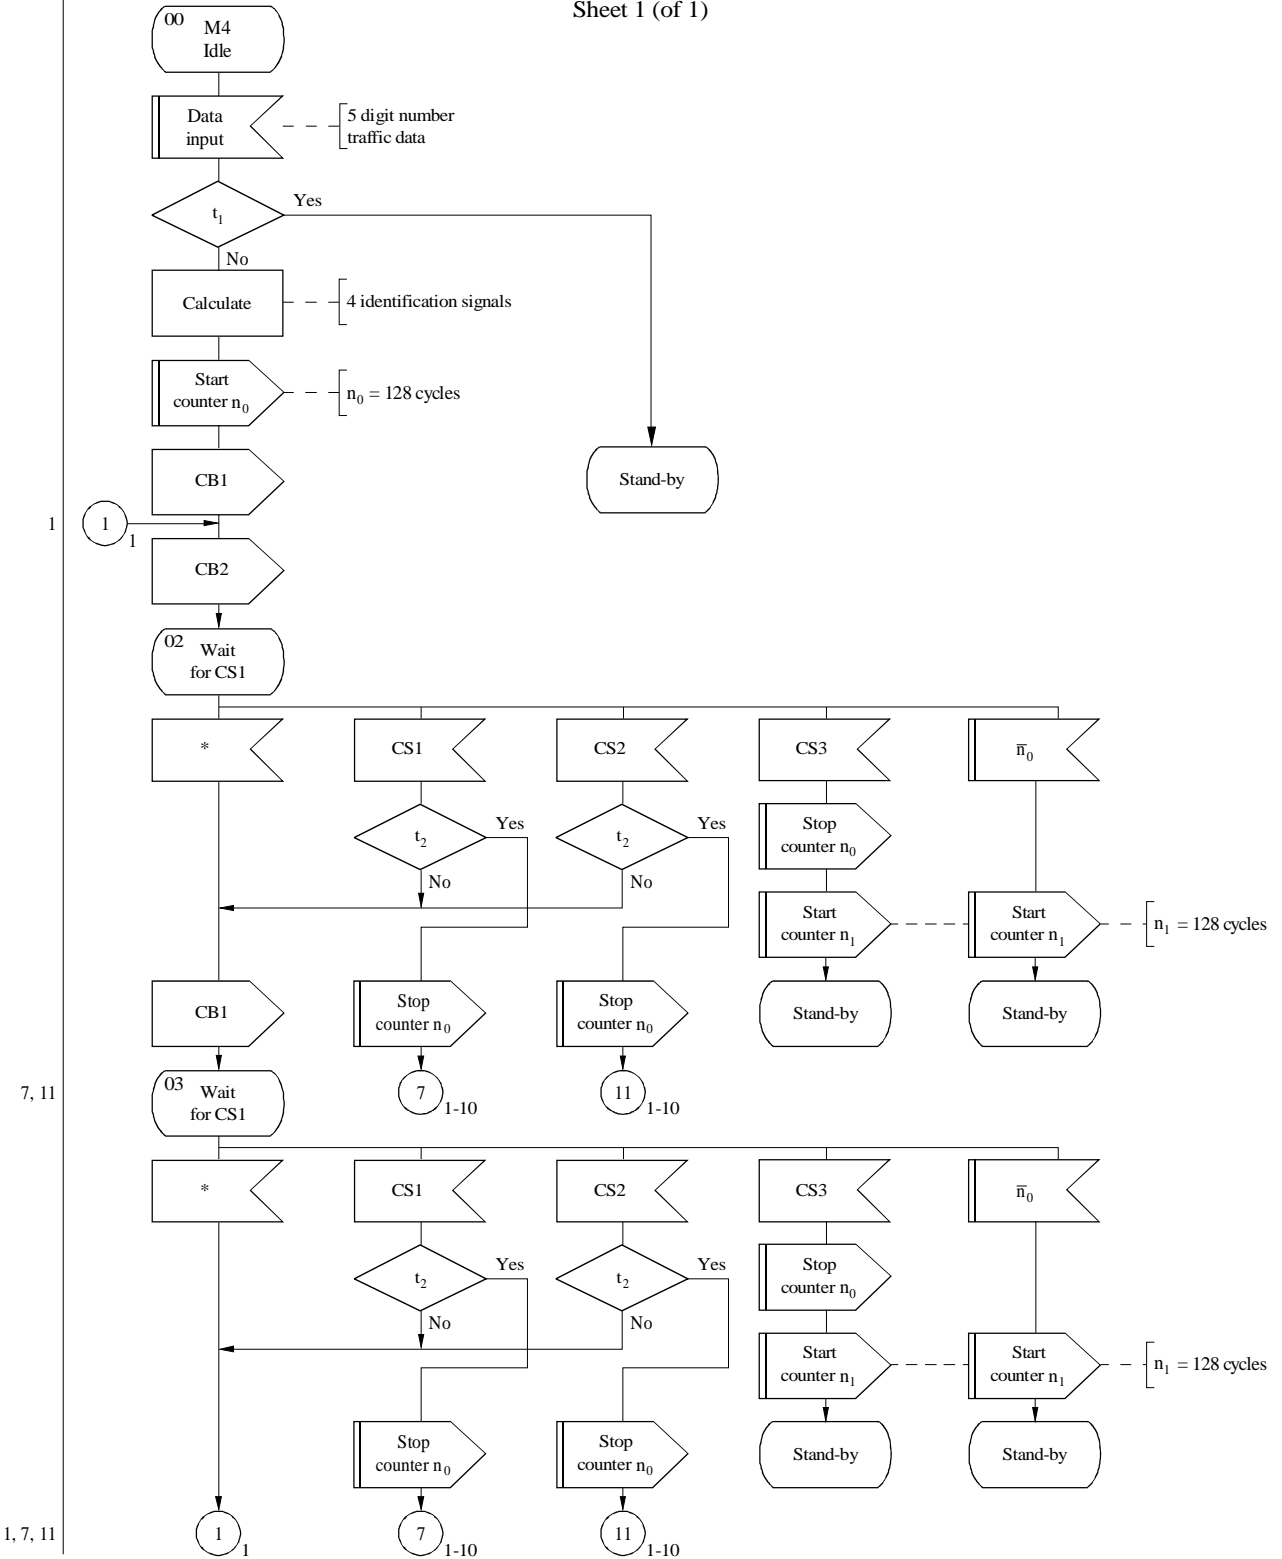 Sheet 1 (of 1)
00
M4
Idle
Data
input
5 digit number
traffic data
t1
Yes
No
Calculate
4 identification signals
Start
counter n0
n0 = 128 cycles
CB1
Stand-by
1
1
1
CB2
02
Wait
for CS1
*
CS1
CS2
CS3
n̅0
t2
Yes
No
t2
Yes
No
Stop
counter n0
Start
counter n1
Start
counter n1
n1 = 128 cycles
CB1
Stop
counter n0
Stop
counter n0
Stand-by
Stand-by
7, 11
03
Wait
for CS1
7
1-10
11
1-10
*
CS1
CS2
CS3
n̅0
t2
Yes
No
t2
Yes
No
Stop
counter n0
Start
counter n1
Start
counter n1
n1 = 128 cycles
Stop
counter n0
Stop
counter n0
Stand-by
Stand-by
1, 7, 11
1
1
7
1-10
11
1-10